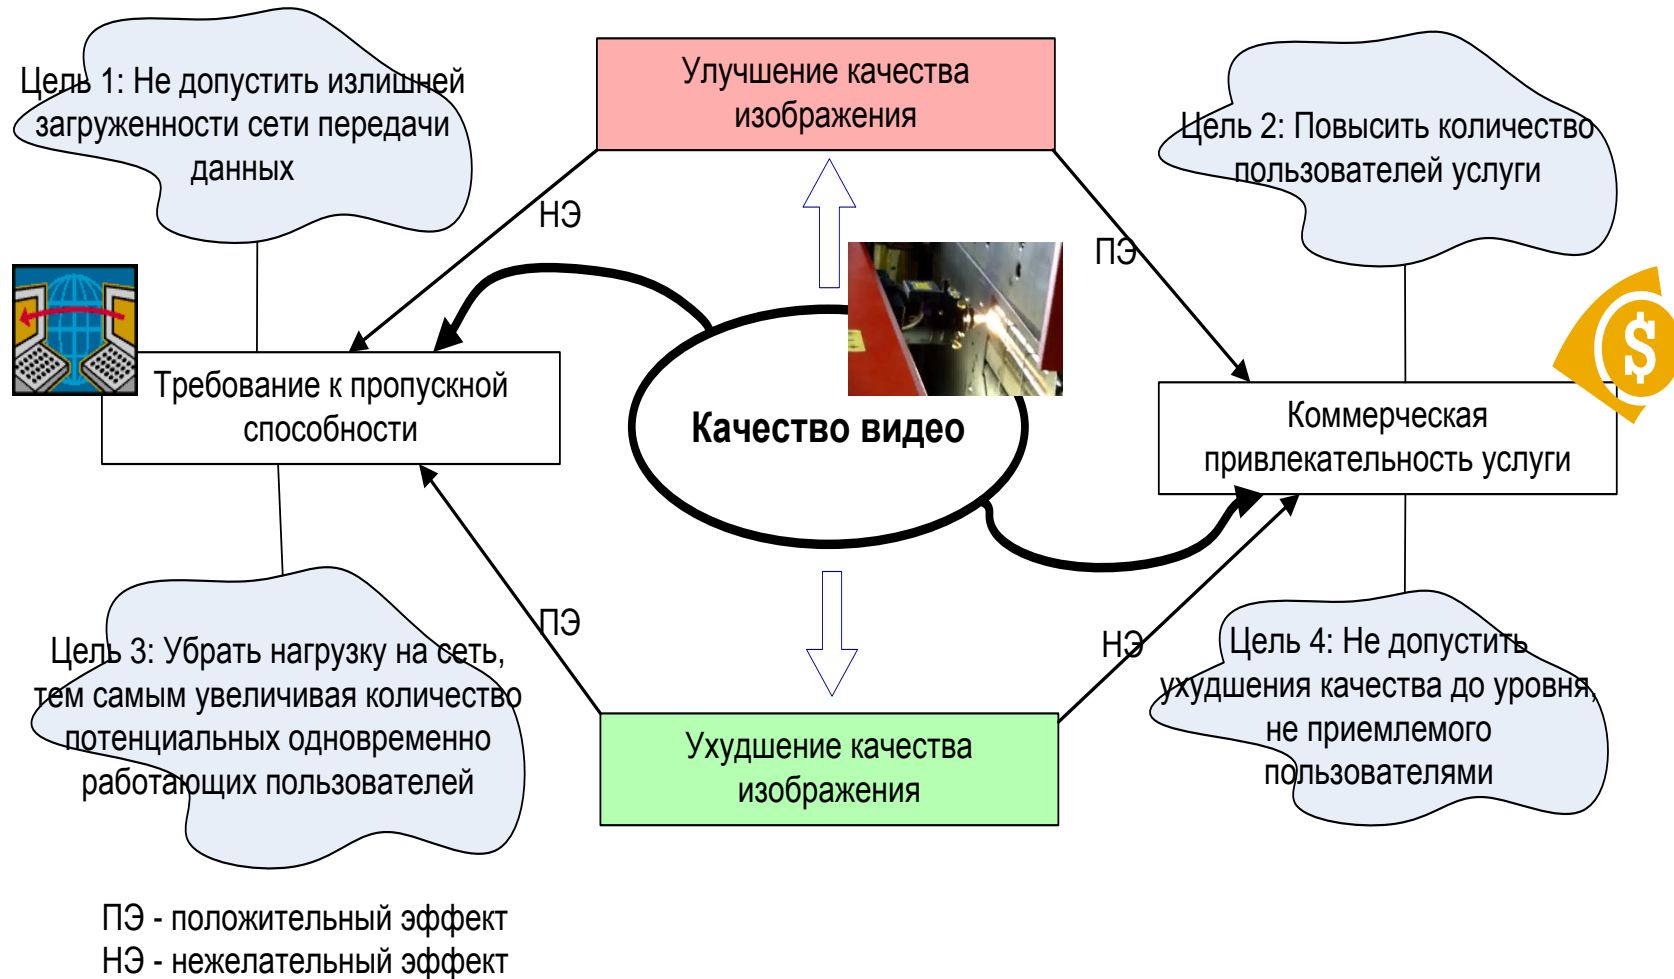 Цель 1: Не допустить излишней
загруженности сети передачи
данных
Улучшение качества
изображения
Цель 2: Повысить количество
пользователей услуги
НЭ
ПЭ
Требование к пропускной
способности
Качество видео
Коммерческая
привлекательность услуги
$
ПЭ
НЭ
Цель 3: Убрать нагрузку на сеть,
тем самым увеличивая количество
потенциальных одновременно
работающих пользователей
Ухудшение качества
изображения
Цель 4: Не допустить
ухудшения качества до уровня,
не приемлемого
пользователями
ПЭ - положительный эффект
НЭ - нежелательный эффект